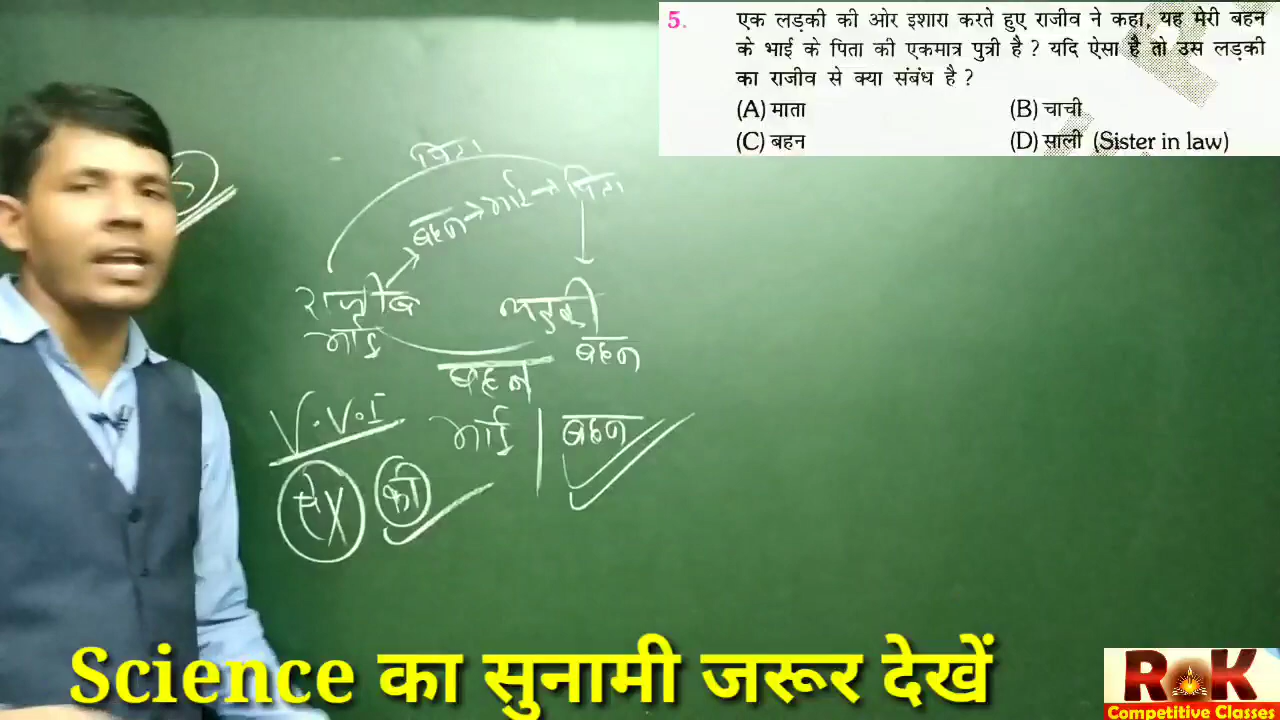 5. एक लड़की की ओर इशारा करते हुए राजीव ने कहा, यह मेरी बहन
के भाई के पिता की एकमात्र पुत्री है ? यदि ऐसा है तो उस लड़की
का राजीव से क्या संबंध है ?
(A) माता (B) चाची
(C) बहन (D) साली (Sister in law)
पिता
बहन → भाई → पिता
राजीव लड़की
भाई बहन
बहन
V.V.I भाई | बहन
से X की
Science का सुनामी जरूर देखें
RK
Competitive Classes